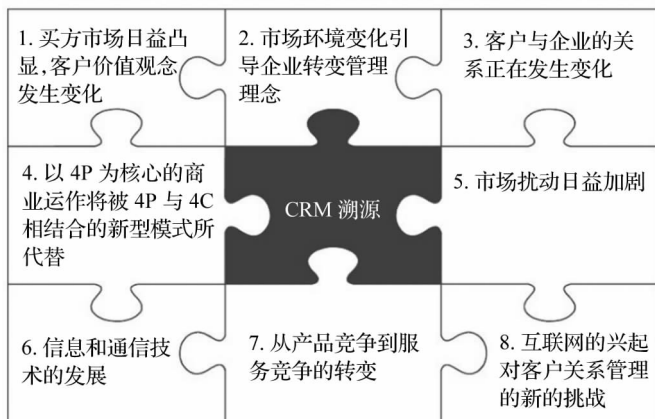 1. 买方市场日益凸
显,客户价值观念
发生变化
2. 市场环境变化引
导企业转变管理
理念
3. 客户与企业的关
系正在发生变化
4. 以 4P 为核心的商
业运作将被 4P 与 4C
相结合的新型模式所
代替
CRM 溯源
5. 市场扰动日益加剧
6. 信息和通信技
术的发展
7. 从产品竞争到服
务竞争的转变
8. 互联网的兴起
对客户关系管理
的新的挑战